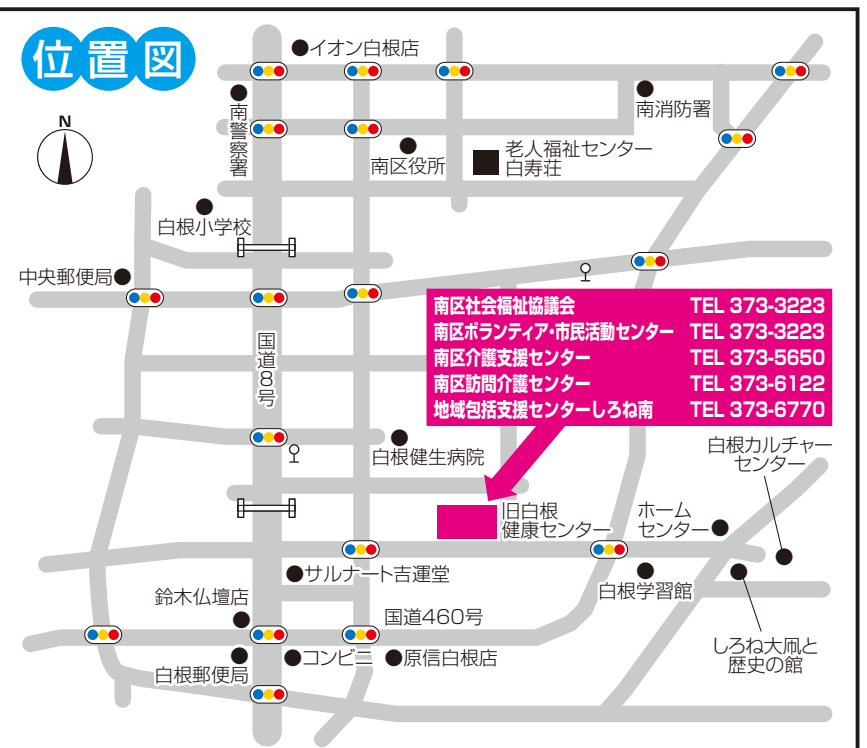 位置図
N
イオン白根店
南警察署
南消防署
南区役所
老人福祉センター
白寿荘
白根小学校
中央郵便局
南区社会福祉協議会 TEL 373-3223
南区ボランティア・市民活動センター TEL 373-3223
南区介護支援センター TEL 373-5650
南区訪問介護センター TEL 373-6122
地域包括支援センターしろね南 TEL 373-6770
国道8号
白根健生病院
白根カルチャー
センター
旧白根
健康センター
ホーム
センター
サルナート吉運堂
白根学習館
鈴木仏壇店
国道460号
しろね大凧と
歴史の館
白根郵便局
コンビニ
原信白根店